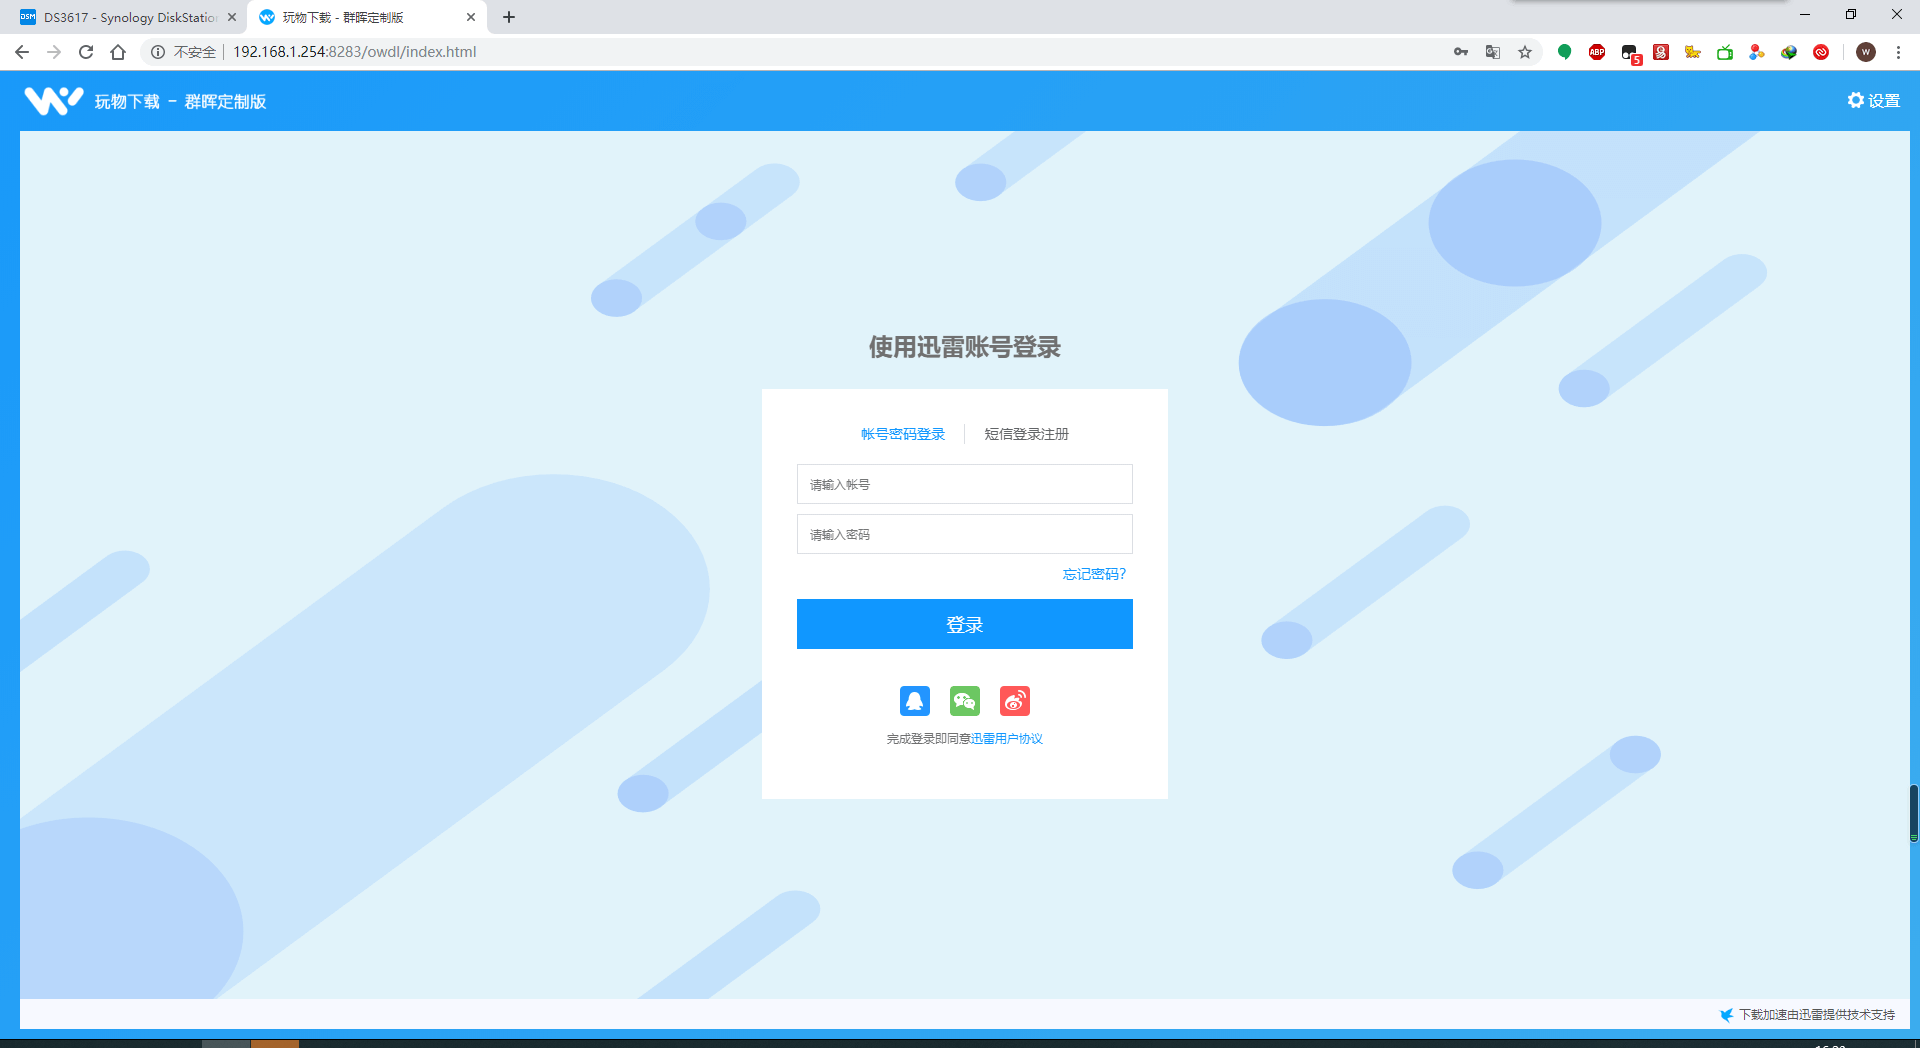 DS3617 - Synology DiskStation
玩物下载 - 群晖定制版
不安全
192.168.1.254:8283/owdl/index.html
ABP
5
W
玩物下载 - 群晖定制版
设置
使用迅雷账号登录
帐号密码登录
短信登录注册
请输入帐号
请输入密码
忘记密码?
登录
完成登录即同意迅雷用户协议
下载加速由迅雷提供技术支持